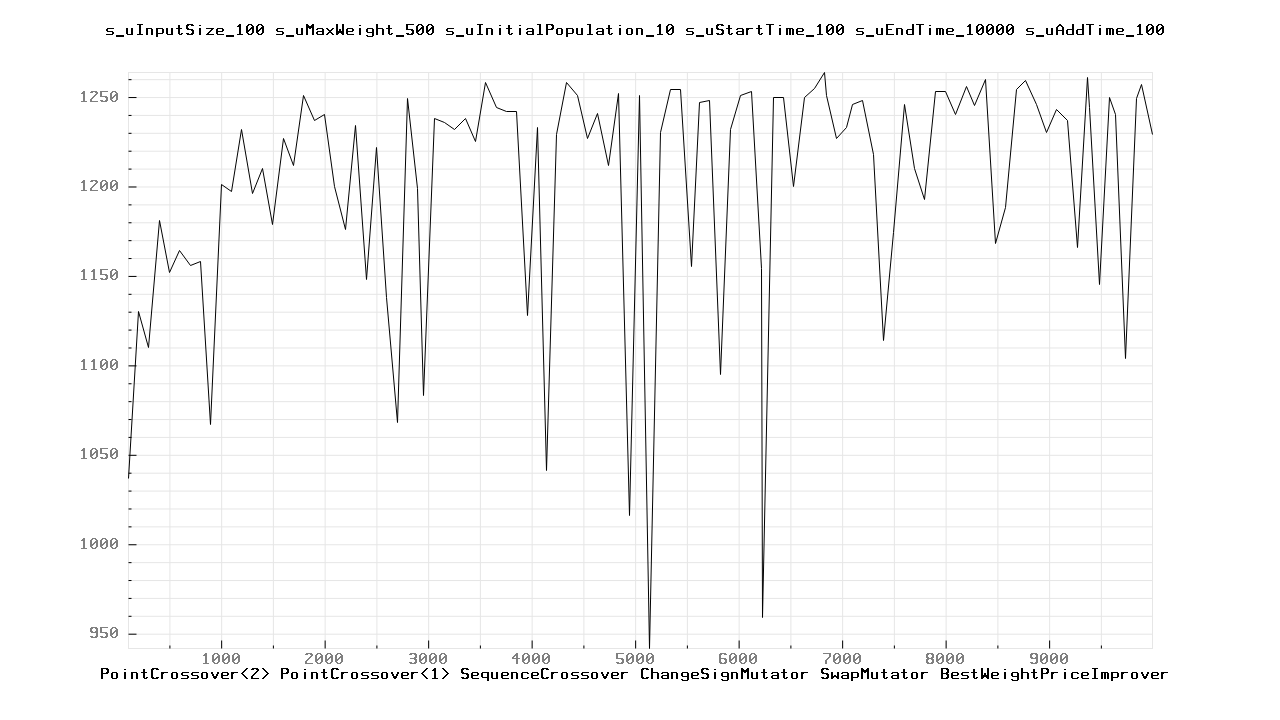 s_uInputSize_100 s_uMaxWeight_500 s_uInitialPopulation_10 s_uStartTime_100 s_uEndTime_10000 s_uAddTime_100
1250
1200
1150
1100
1050
1000
950
1000 2000 3000 4000 5000 6000 7000 8000 9000
PointCrossover<2> PointCrossover<1> SequenceCrossover ChangeSignMutator SwapMutator BestWeightPriceImprover